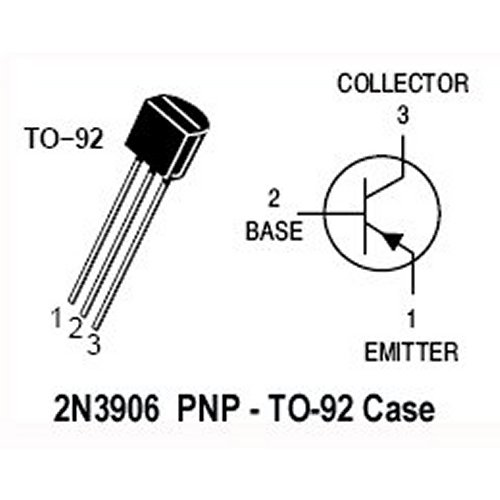 COLLECTOR
3
TO-92
2
BASE
1
2
3
1
EMITTER
2N3906 PNP - TO-92 Case